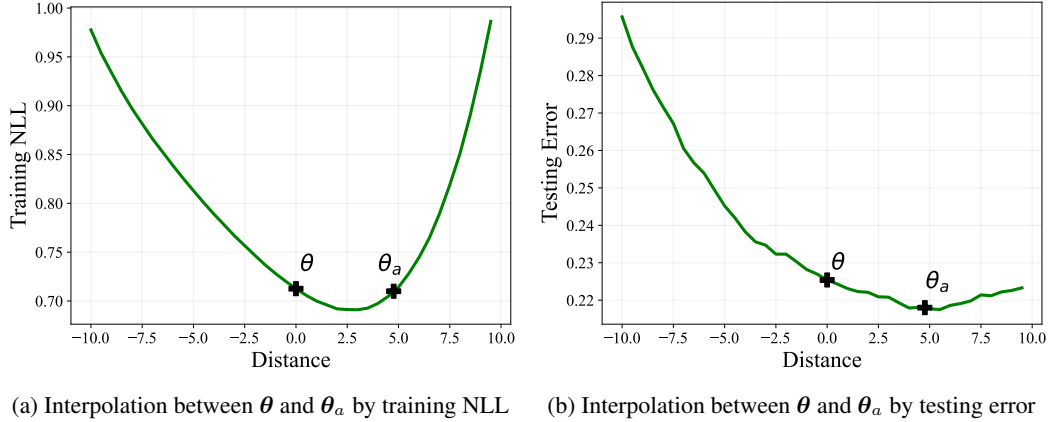 1.00
0.95
0.90
0.85
0.80
0.75
0.70
Training NLL
θ
θₐ
−10.0 −7.5 −5.0 −2.5 0.0 2.5 5.0 7.5 10.0
Distance
0.29
0.28
0.27
0.26
0.25
0.24
0.23
0.22
Testing Error
θ
θₐ
−10.0 −7.5 −5.0 −2.5 0.0 2.5 5.0 7.5 10.0
Distance
(a) Interpolation between θ and θₐ by training NLL
(b) Interpolation between θ and θₐ by testing error